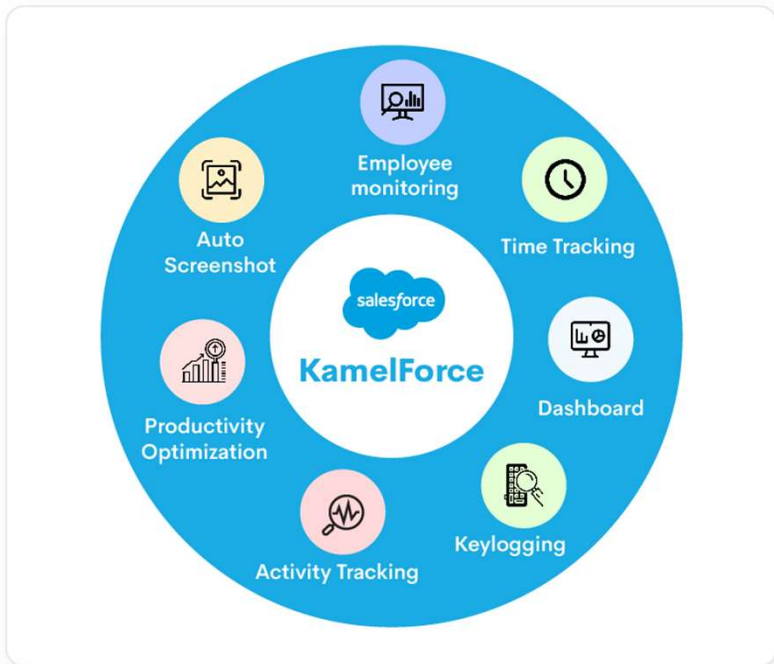 Employee
monitoring
Time Tracking
Dashboard
Keylogging
Activity Tracking
Productivity
Optimization
Auto
Screenshot
salesforce
KamelForce